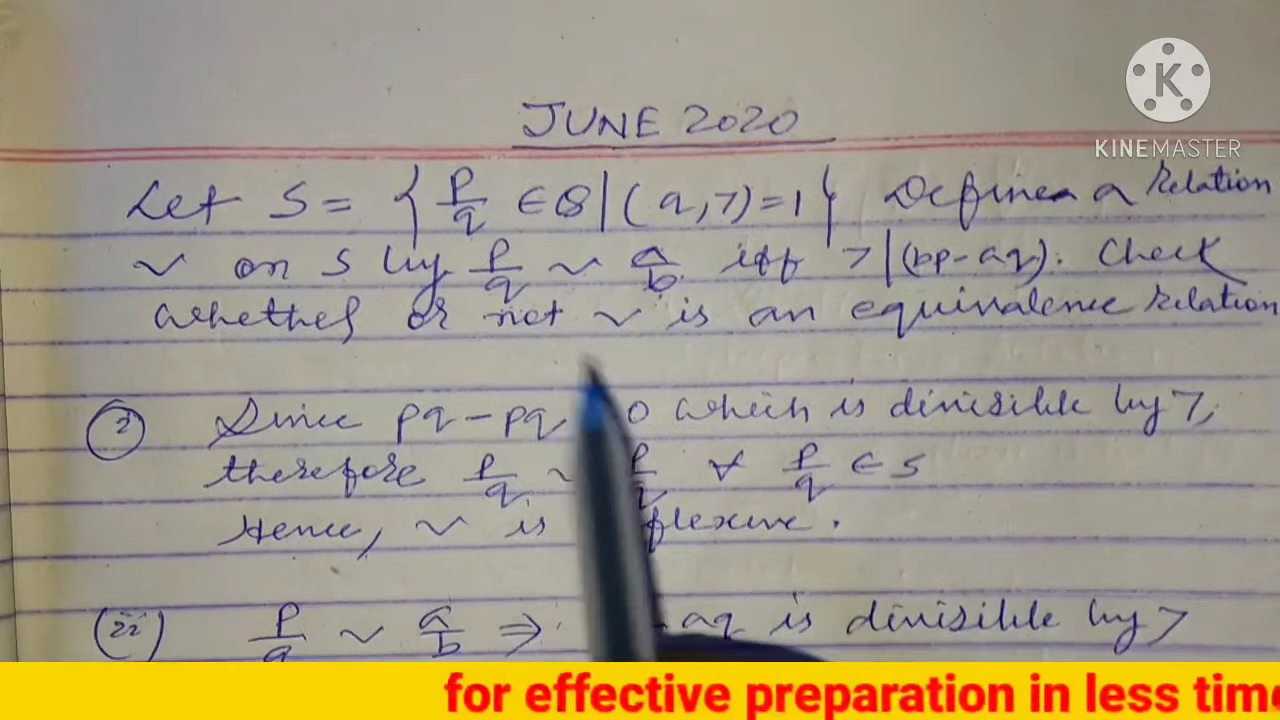 K
KINEMASTER
JUNE 2020
Let S = { p/q ∈ Q | (q, 7) = 1 } Define a relation
~ on S by p/q ~ a/b iff 7 | (bp - aq). Check
whether or not ~ is an equivalence relation
(i) Since pq - pq 0 which is divisible by 7,
therefore p/q ~ p/q ∀ p/q ∈ S
Hence, ~ is flexive.
(ii) p/q ~ a/b ⇒ - aq is divisible by 7
for effective preparation in less time